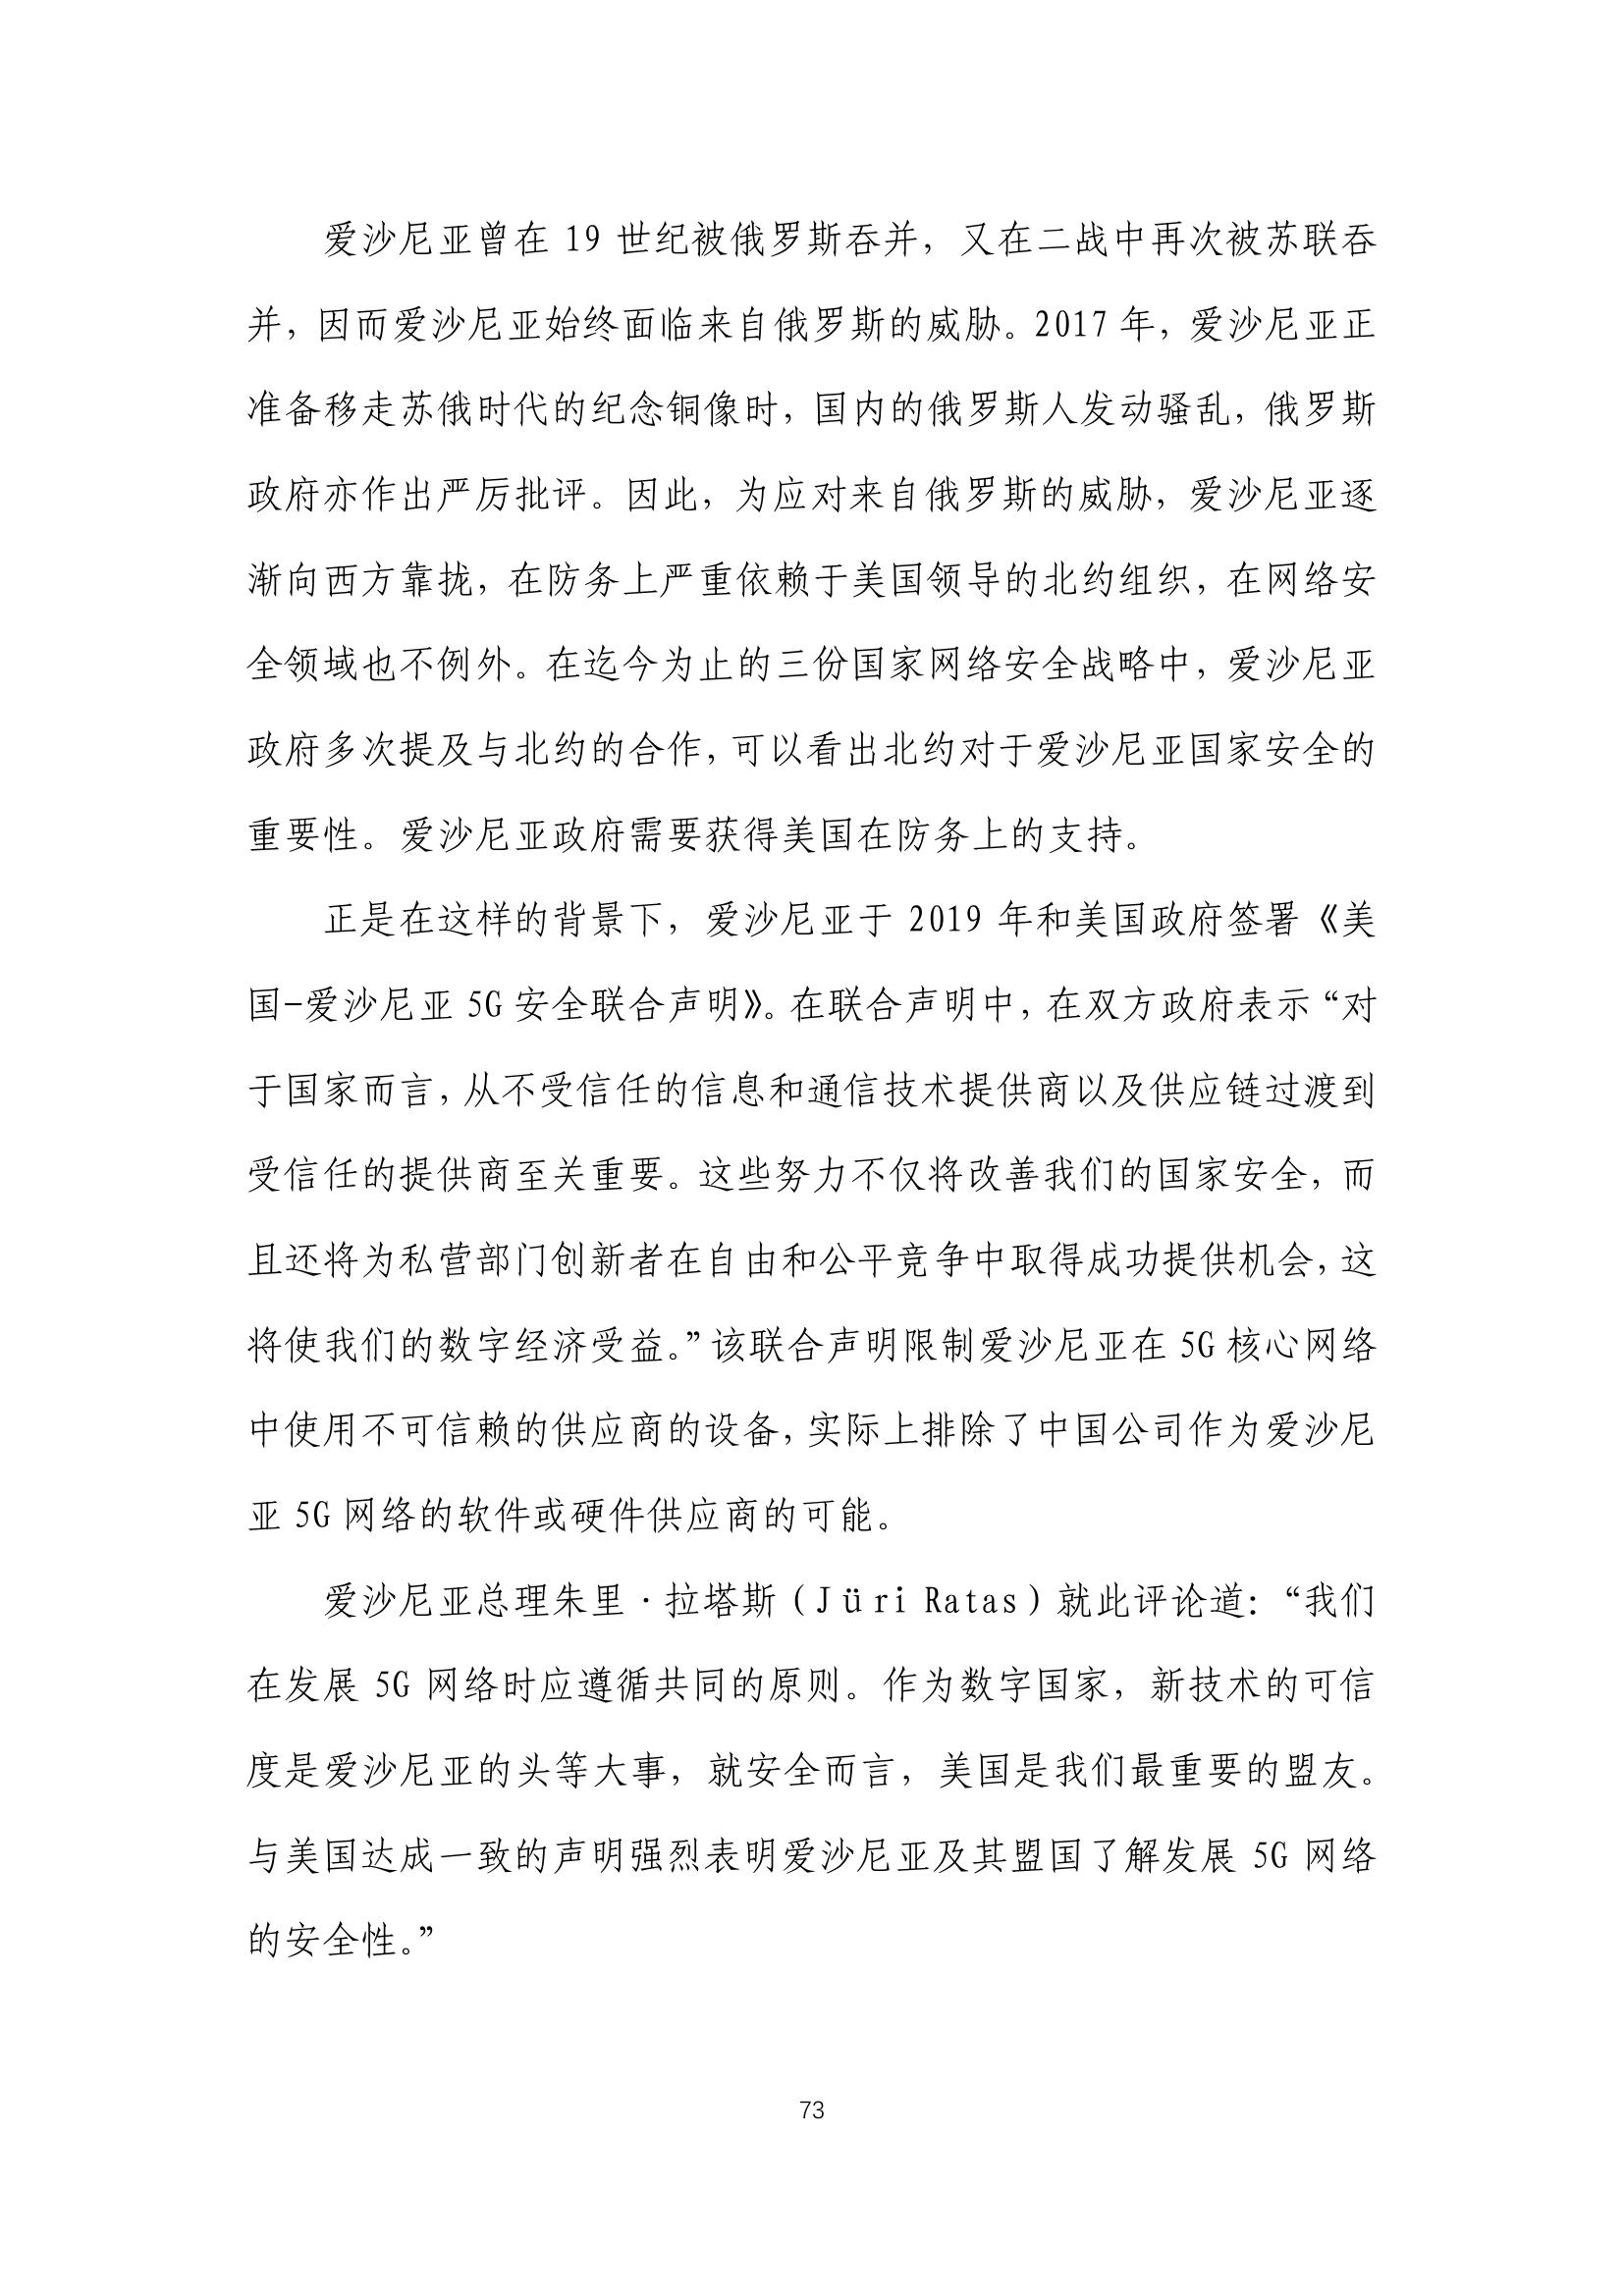 爱沙尼亚曾在 19 世纪被俄罗斯吞并，又在二战中再次被苏联吞
并，因而爱沙尼亚始终面临来自俄罗斯的威胁。2017 年，爱沙尼亚正
准备移走苏俄时代的纪念铜像时，国内的俄罗斯人发动骚乱，俄罗斯
政府亦作出严厉批评。因此，为应对来自俄罗斯的威胁，爱沙尼亚逐
渐向西方靠拢，在防务上严重依赖于美国领导的北约组织，在网络安
全领域也不例外。在迄今为止的三份国家网络安全战略中，爱沙尼亚
政府多次提及与北约的合作，可以看出北约对于爱沙尼亚国家安全的
重要性。爱沙尼亚政府需要获得美国在防务上的支持。
正是在这样的背景下，爱沙尼亚于 2019 年和美国政府签署《美
国-爱沙尼亚 5G 安全联合声明》。在联合声明中，在双方政府表示“对
于国家而言，从不受信任的信息和通信技术提供商以及供应链过渡到
受信任的提供商至关重要。这些努力不仅将改善我们的国家安全，而
且还将为私营部门创新者在自由和公平竞争中取得成功提供机会，这
将使我们的数字经济受益。”该联合声明限制爱沙尼亚在 5G 核心网络
中使用不可信赖的供应商的设备，实际上排除了中国公司作为爱沙尼
亚 5G 网络的软件或硬件供应商的可能。
爱沙尼亚总理朱里·拉塔斯（Jüri Ratas）就此评论道：“我们
在发展 5G 网络时应遵循共同的原则。作为数字国家，新技术的可信
度是爱沙尼亚的头等大事，就安全而言，美国是我们最重要的盟友。
与美国达成一致的声明强烈表明爱沙尼亚及其盟国了解发展 5G 网络
的安全性。”
73